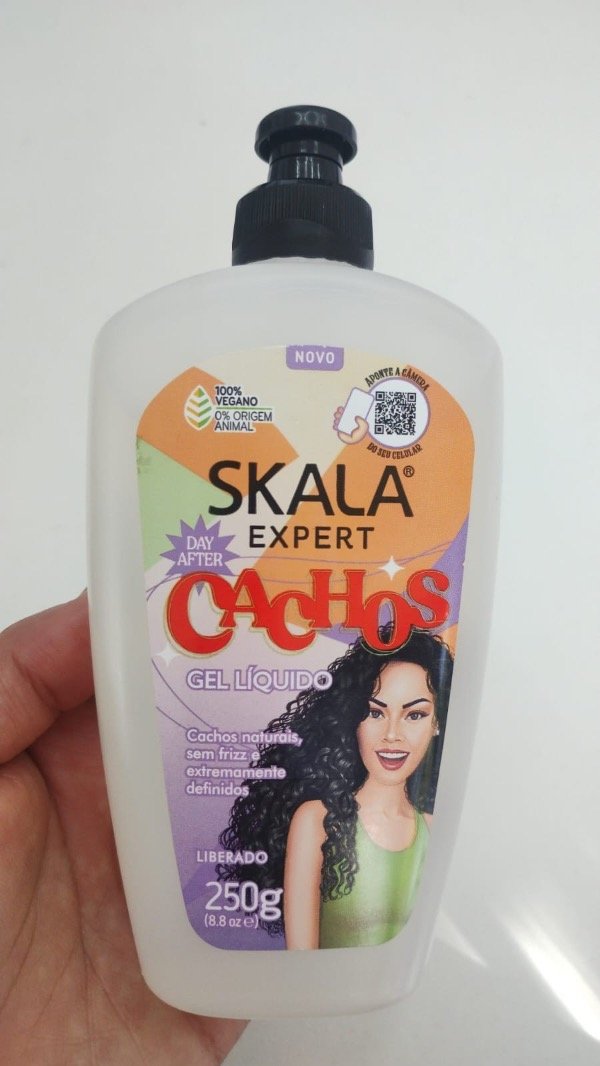 NOVO
100%
VEGANO
0% ORIGEM
ANIMAL
APONTE A CÂMERA
DO SEU CELULAR
SKALA®
EXPERT
DAY
AFTER
CACHOS
GEL LÍQUIDO
Cachos naturais,
sem frizz e
extremamente
definidos
LIBERADO
250g
(8.8 oz ℮)